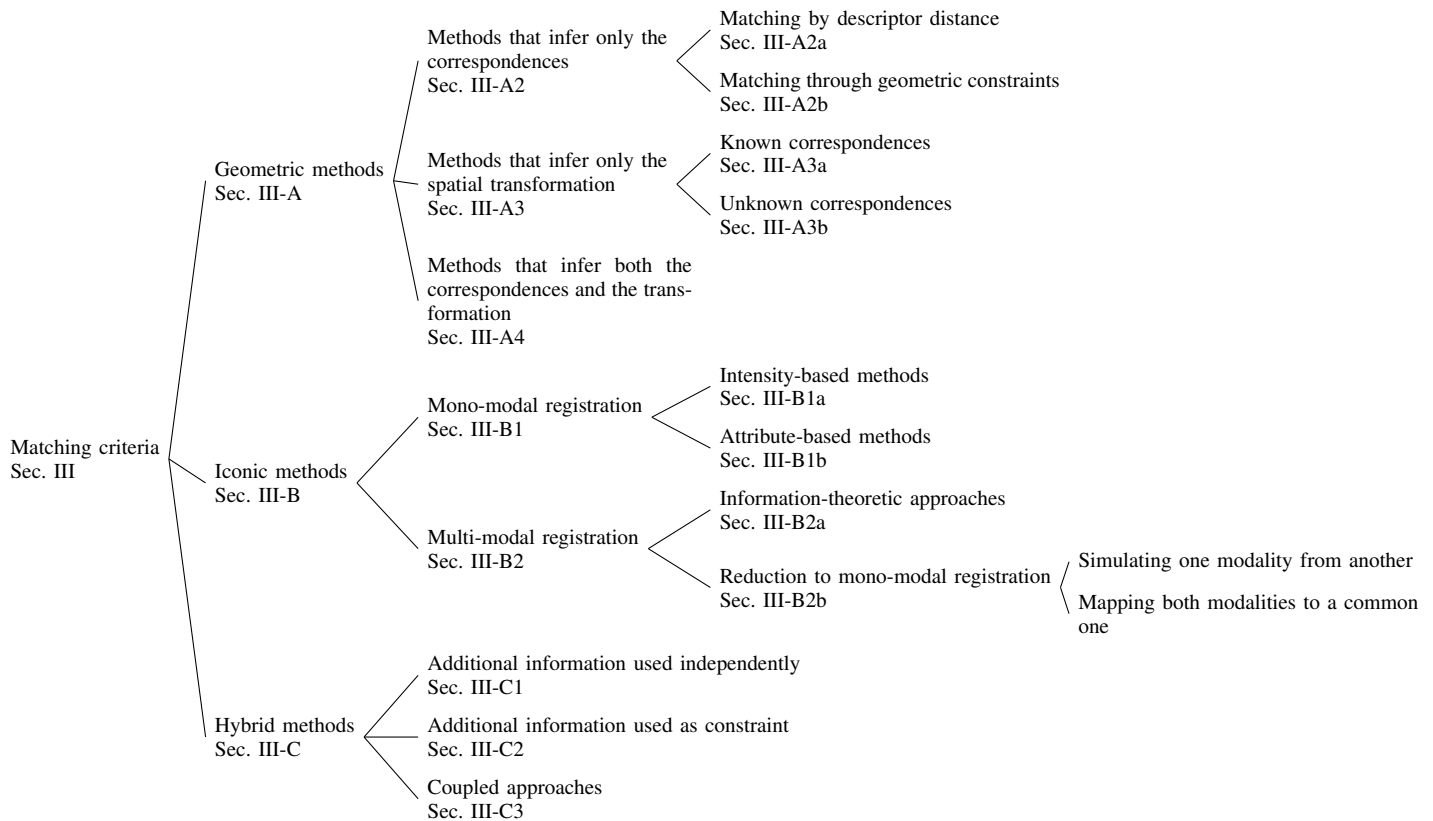 Matching criteria
Sec. III
Geometric methods
Sec. III-A
Methods that infer only the
correspondences
Sec. III-A2
Matching by descriptor distance
Sec. III-A2a
Matching through geometric constraints
Sec. III-A2b
Methods that infer only the
spatial transformation
Sec. III-A3
Known correspondences
Sec. III-A3a
Unknown correspondences
Sec. III-A3b
Methods that infer both the
correspondences and the trans-
formation
Sec. III-A4
Iconic methods
Sec. III-B
Mono-modal registration
Sec. III-B1
Intensity-based methods
Sec. III-B1a
Attribute-based methods
Sec. III-B1b
Multi-modal registration
Sec. III-B2
Information-theoretic approaches
Sec. III-B2a
Reduction to mono-modal registration
Sec. III-B2b
Simulating one modality from another
Mapping both modalities to a common
one
Hybrid methods
Sec. III-C
Additional information used independently
Sec. III-C1
Additional information used as constraint
Sec. III-C2
Coupled approaches
Sec. III-C3